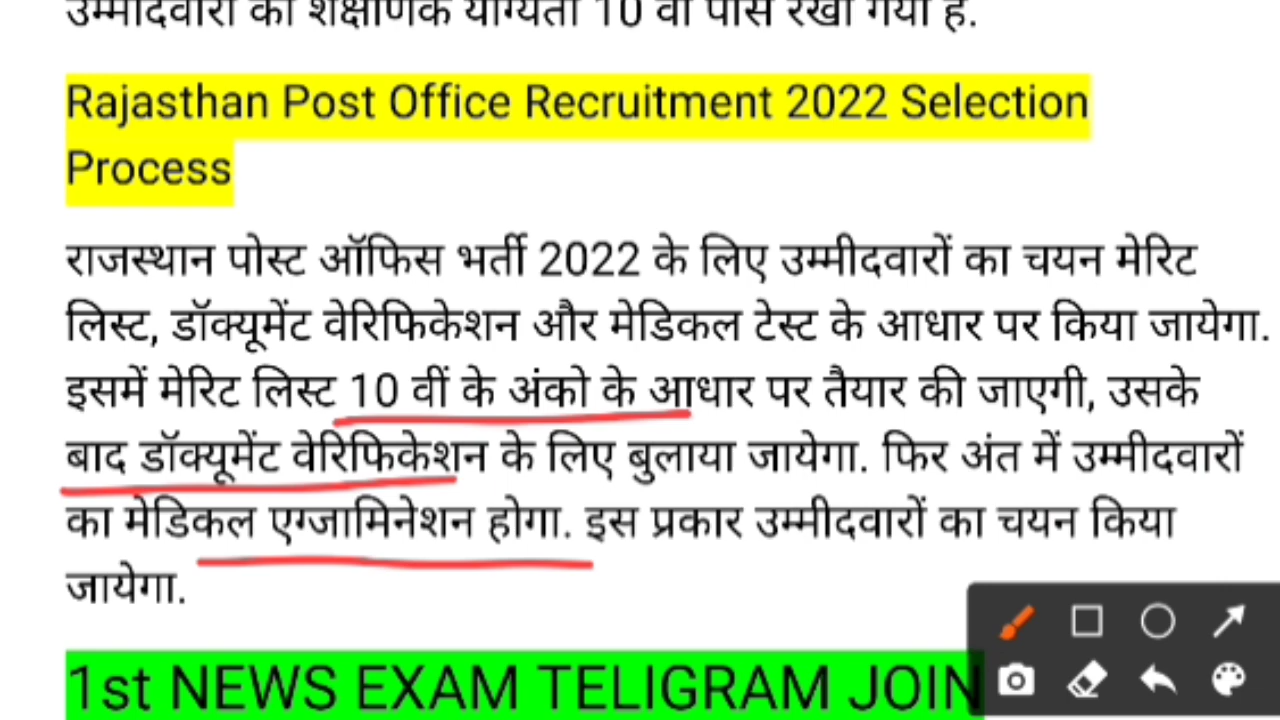 उम्मीदवारों की शैक्षणिक योग्यता 10 वीं पास रखी गयी है.
Rajasthan Post Office Recruitment 2022 Selection
Process
राजस्थान पोस्ट ऑफिस भर्ती 2022 के लिए उम्मीदवारों का चयन मेरिट
लिस्ट, डॉक्यूमेंट वेरिफिकेशन और मेडिकल टेस्ट के आधार पर किया जायेगा.
इसमें मेरिट लिस्ट 10 वीं के अंको के आधार पर तैयार की जाएगी, उसके
बाद डॉक्यूमेंट वेरिफिकेशन के लिए बुलाया जायेगा. फिर अंत में उम्मीदवारों
का मेडिकल एग्जामिनेशन होगा. इस प्रकार उम्मीदवारों का चयन किया
जायेगा.
1st NEWS EXAM TELIGRAM JOIN